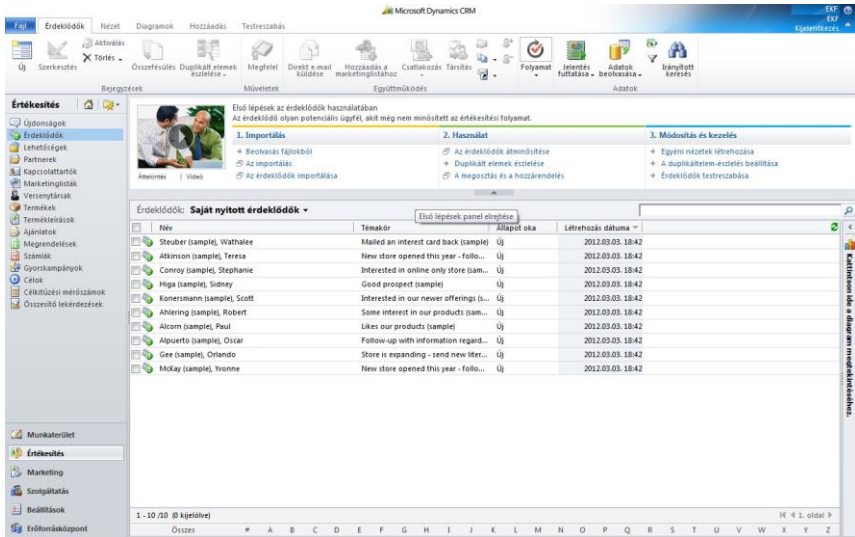 Microsoft Dynamics CRM
EKF
EKF
Kijelentkezés
Fájl Érdeklődők Nézet Diagramok Hozzáadás Testreszabás
Új
Szerkesztés
Aktiválás
Törlés
Összefésülés
Duplikált elemek észlelése
Megfelel
Direkt e-mail küldése
Hozzáadás a marketinglistához
Csatlakozás
Társítás
Folyamat
Jelentés futtatása
Adatok beolvasása
Irányított keresés
Bejegyzések Műveletek Együttműködés Adatok
Értékesítés
Újdonságok
Érdeklődők
Lehetőségek
Partnerek
Kapcsolattartók
Marketinglisták
Versenytársak
Termékek
Termékleírások
Ajánlatok
Megrendelések
Számlák
Gyorskampányok
Célok
Célkitűzési mérőszámok
Összesítő lekérdezések
Munkaterület
Értékesítés
Marketing
Szolgáltatás
Beállítások
Erőforrásközpont
Áttekintés | Videó
Első lépések az érdeklődők használatában
Az érdeklődő olyan potenciális ügyfél, akit még nem minősített az értékesítési folyamat.
1. Importálás
Beolvasás fájlokból
Az importálás
Az érdeklődők importálása
2. Használat
Az érdeklődők átminősítése
Duplikált elemek észlelése
A megosztás és a hozzárendelés
3. Módosítás és kezelés
Egyéni nézetek létrehozása
A duplikáltelem-észlelés beállítása
Érdeklődők testreszabása
Érdeklődők: Saját nyitott érdeklődők
Első lépések panel elrejtése
Név Témakör Állapot oka Létrehozás dátuma
Steuber (sample), Wathalee Mailed an interest card back (sample) Új 2012.03.03. 18:42
Atkinson (sample), Teresa New store opened this year - follo... Új 2012.03.03. 18:42
Conroy (sample), Stephanie Interested in online only store (sam... Új 2012.03.03. 18:42
Higa (sample), Sidney Good prospect (sample) Új 2012.03.03. 18:42
Konersmann (sample), Scott Interested in our newer offerings (s... Új 2012.03.03. 18:42
Ahlering (sample), Robert Some interest in our products (sam... Új 2012.03.03. 18:42
Alcorn (sample), Paul Likes our products (sample) Új 2012.03.03. 18:42
Alpuerto (sample), Oscar Follow-up with information regard... Új 2012.03.03. 18:42
Gee (sample), Orlando Store is expanding - send new liter... Új 2012.03.03. 18:42
McKay (sample), Yvonne New store opened this year - follo... Új 2012.03.03. 18:42
Kattintson ide a diagram megtekintéséhez.
1 - 10 /10 (0 kijelölve) 1. oldal
Összes # A B C D E F G H I J K L M N O P Q R S T U V W X Y Z